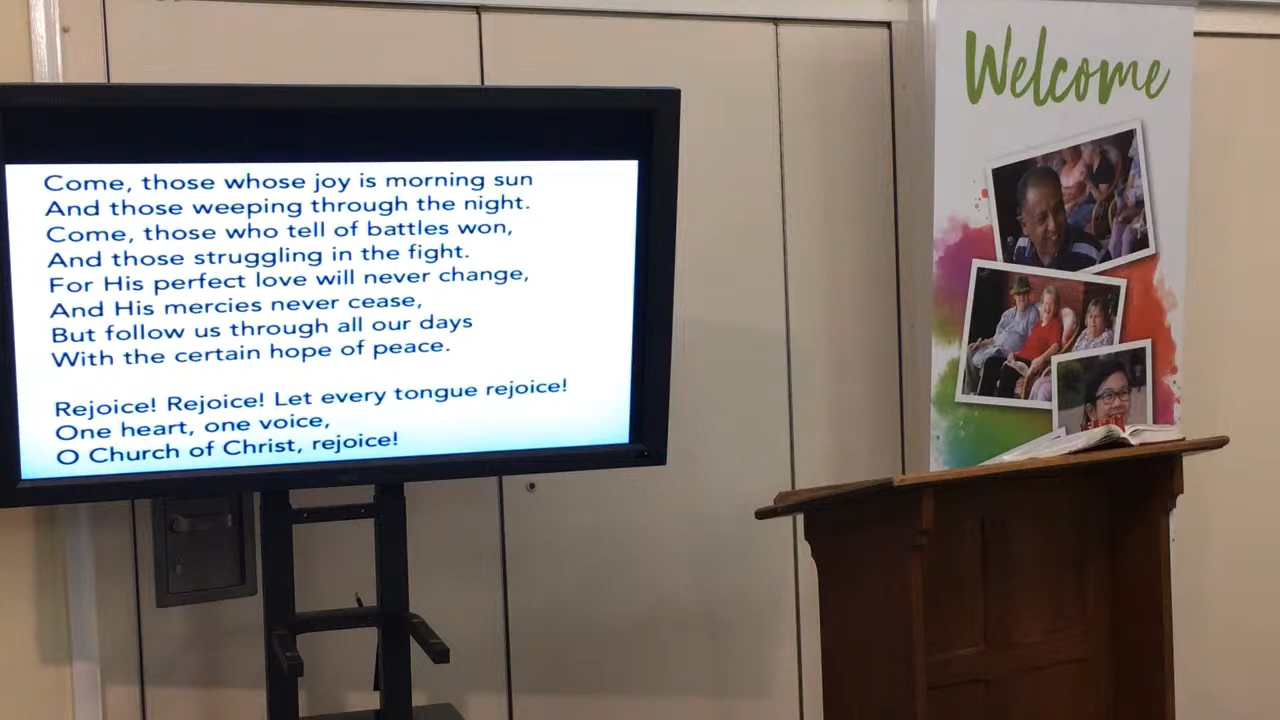 Come, those whose joy is morning sun
And those weeping through the night.
Come, those who tell of battles won,
And those struggling in the fight.
For His perfect love will never change,
And His mercies never cease,
But follow us through all our days
With the certain hope of peace.
Rejoice! Rejoice! Let every tongue rejoice!
One heart, one voice,
O Church of Christ, rejoice!
Welcome